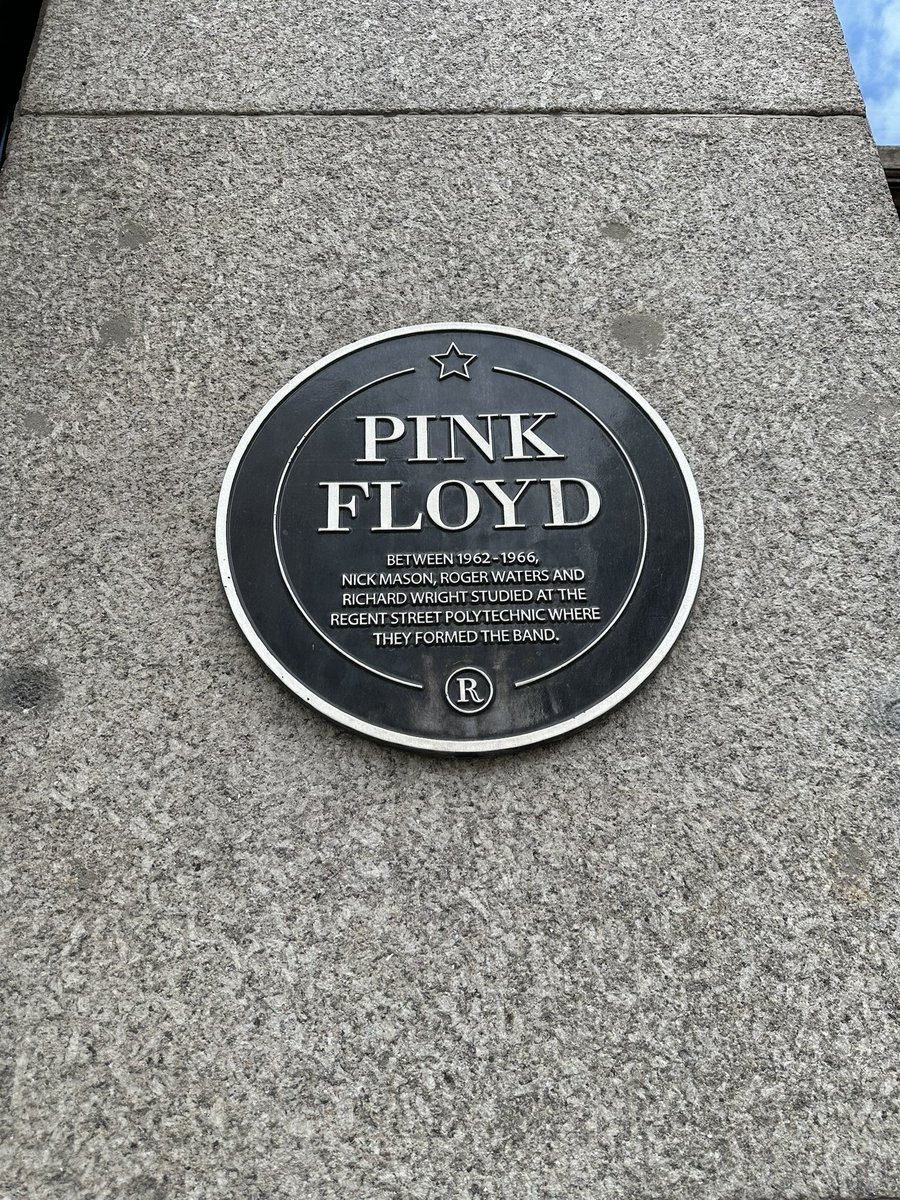 PINK
FLOYD
BETWEEN 1962-1966,
NICK MASON, ROGER WATERS AND
RICHARD WRIGHT STUDIED AT THE
REGENT STREET POLYTECHNIC WHERE
THEY FORMED THE BAND.
R